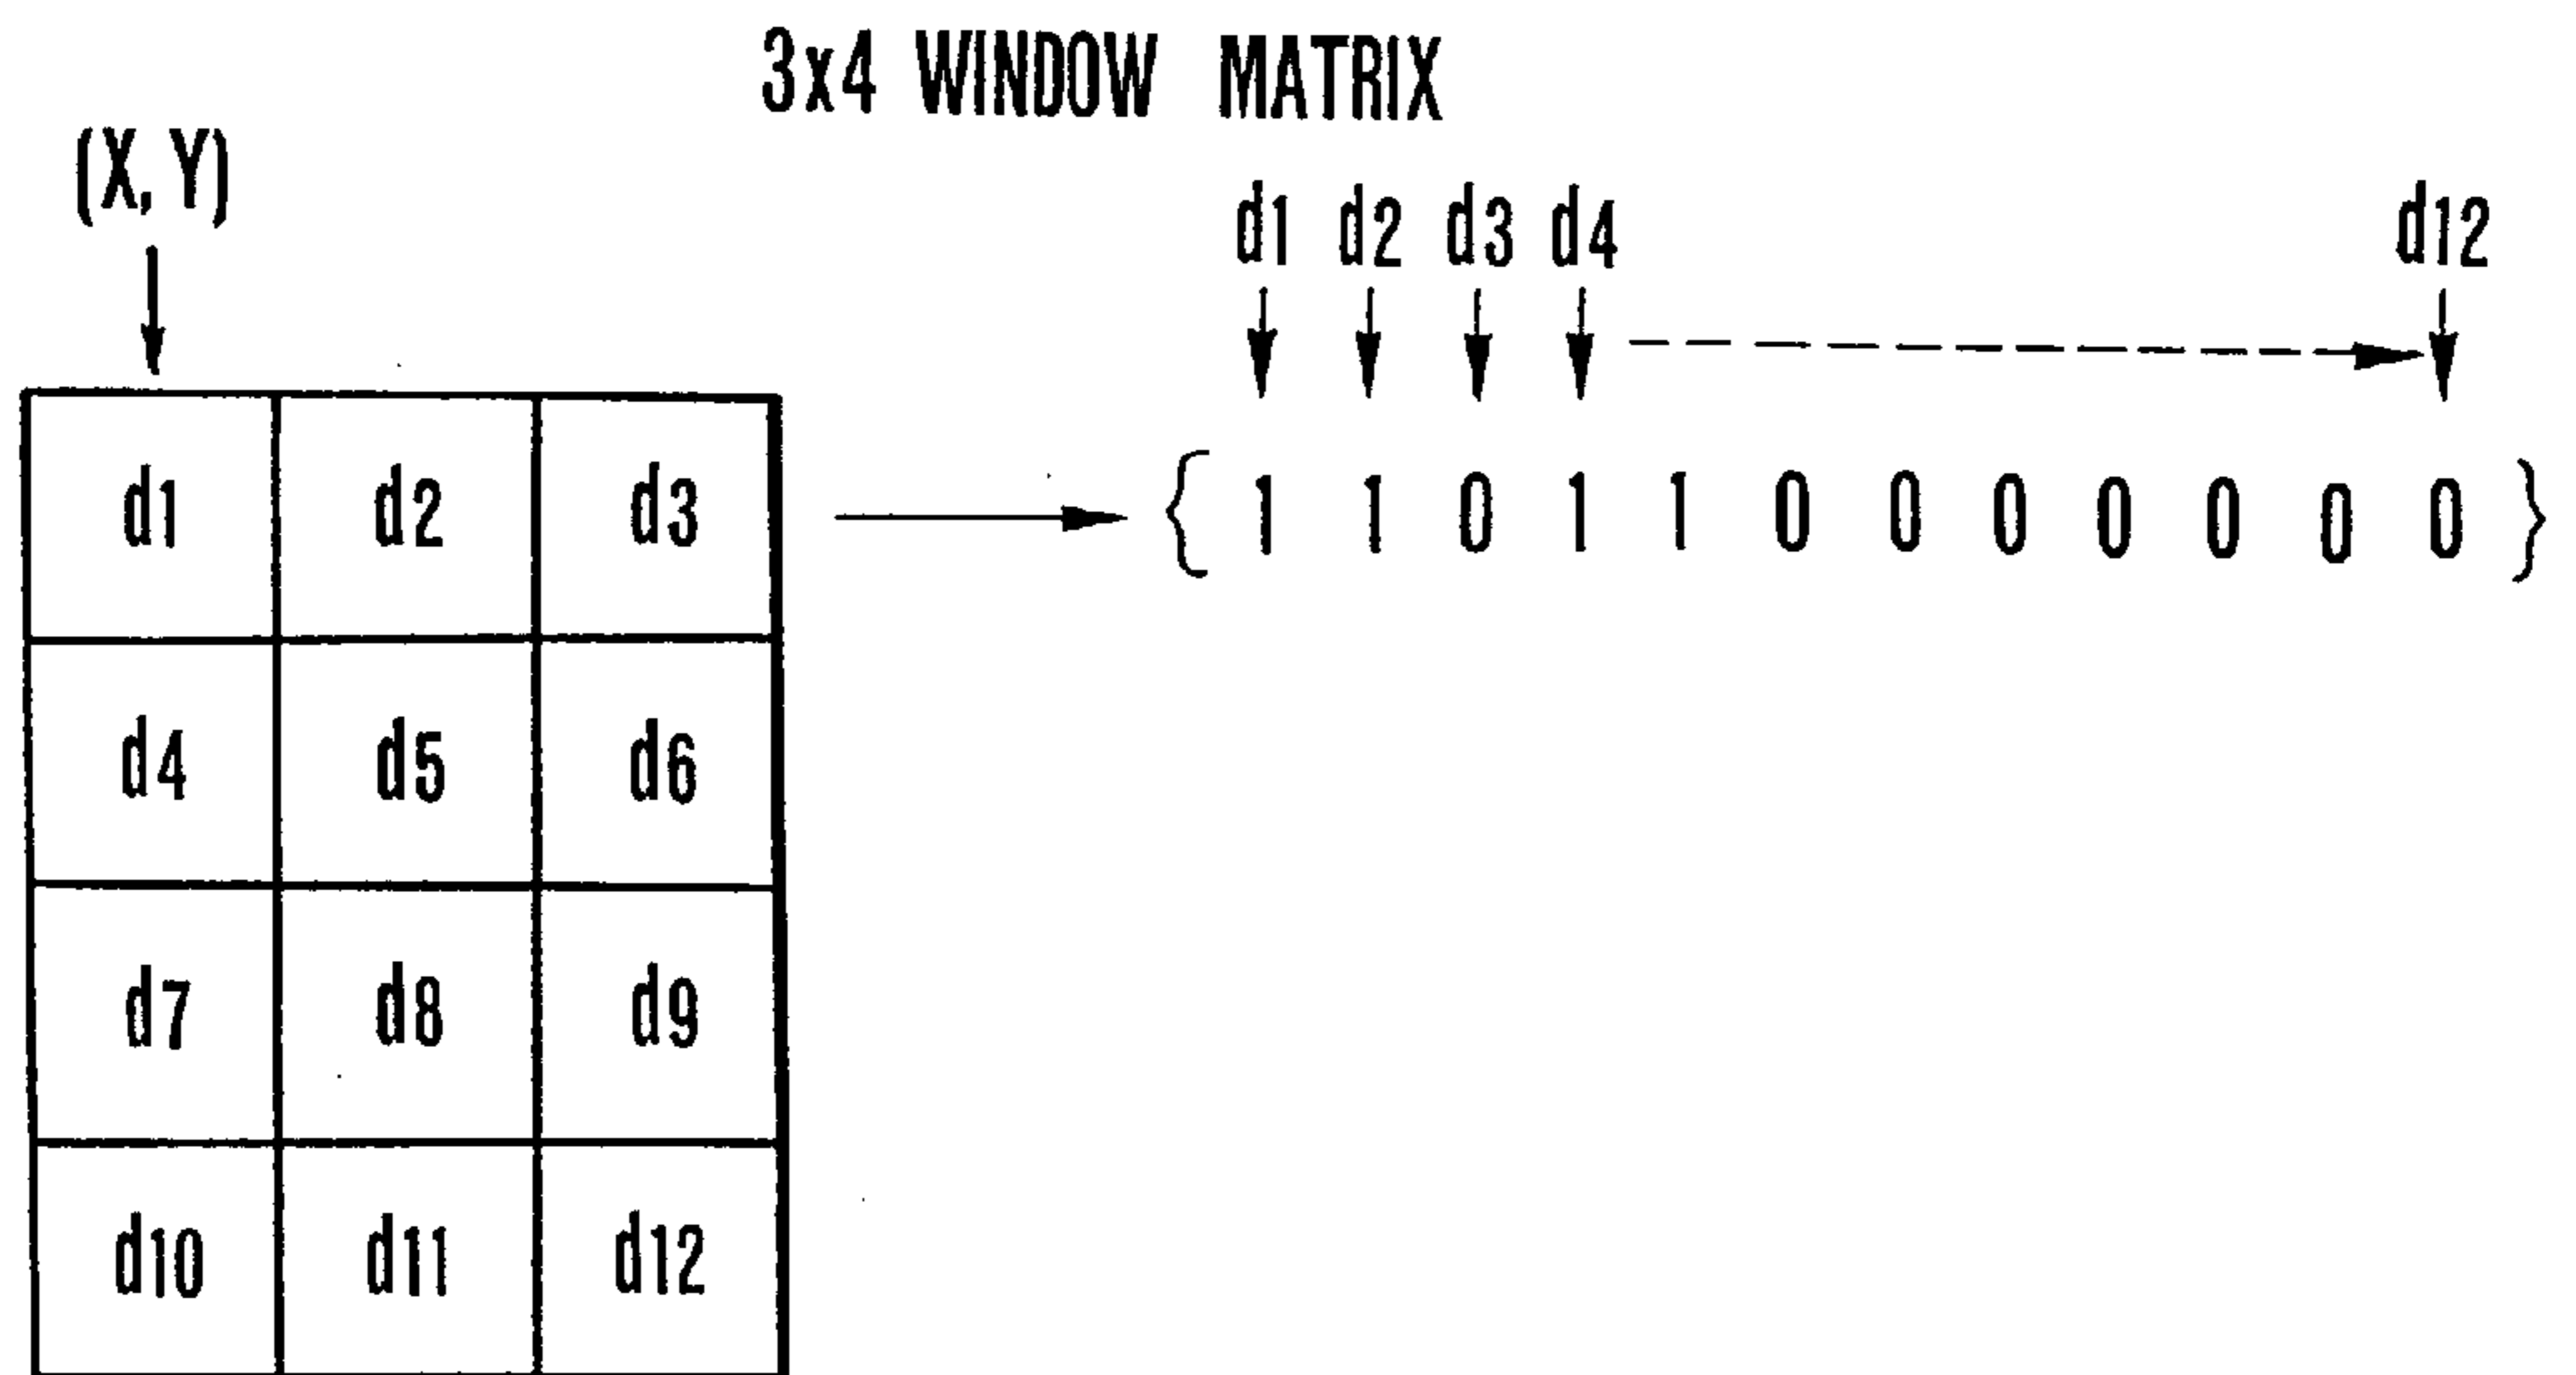 3x4 WINDOW MATRIX
(X, Y)
d1 d2 d3 d4 d12
d1 d2 d3
{ 1 1 0 1 1 0 0 0 0 0 0 0 }
d4 d5 d6
d7 d8 d9
d10 d11 d12